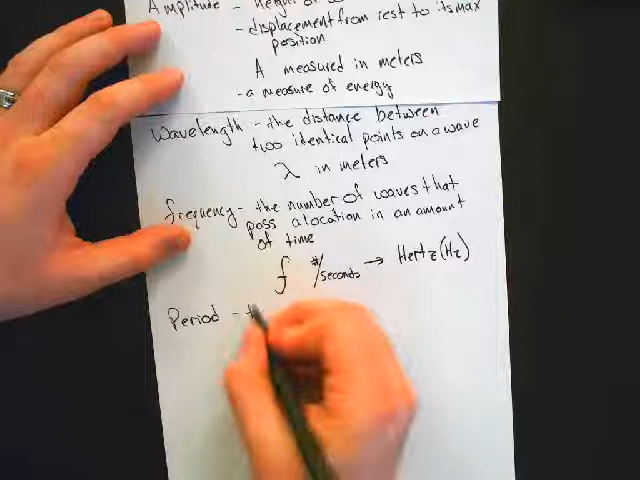 Amplitude - height of
- displacement from rest to its max
position
A measured in meters
- a measure of energy
Wavelength - the distance between
two identical points on a wave
λ in meters
frequency - the number of waves that
pass a location in an amount
of time
f #/seconds → Hertz (Hz)
Period - t